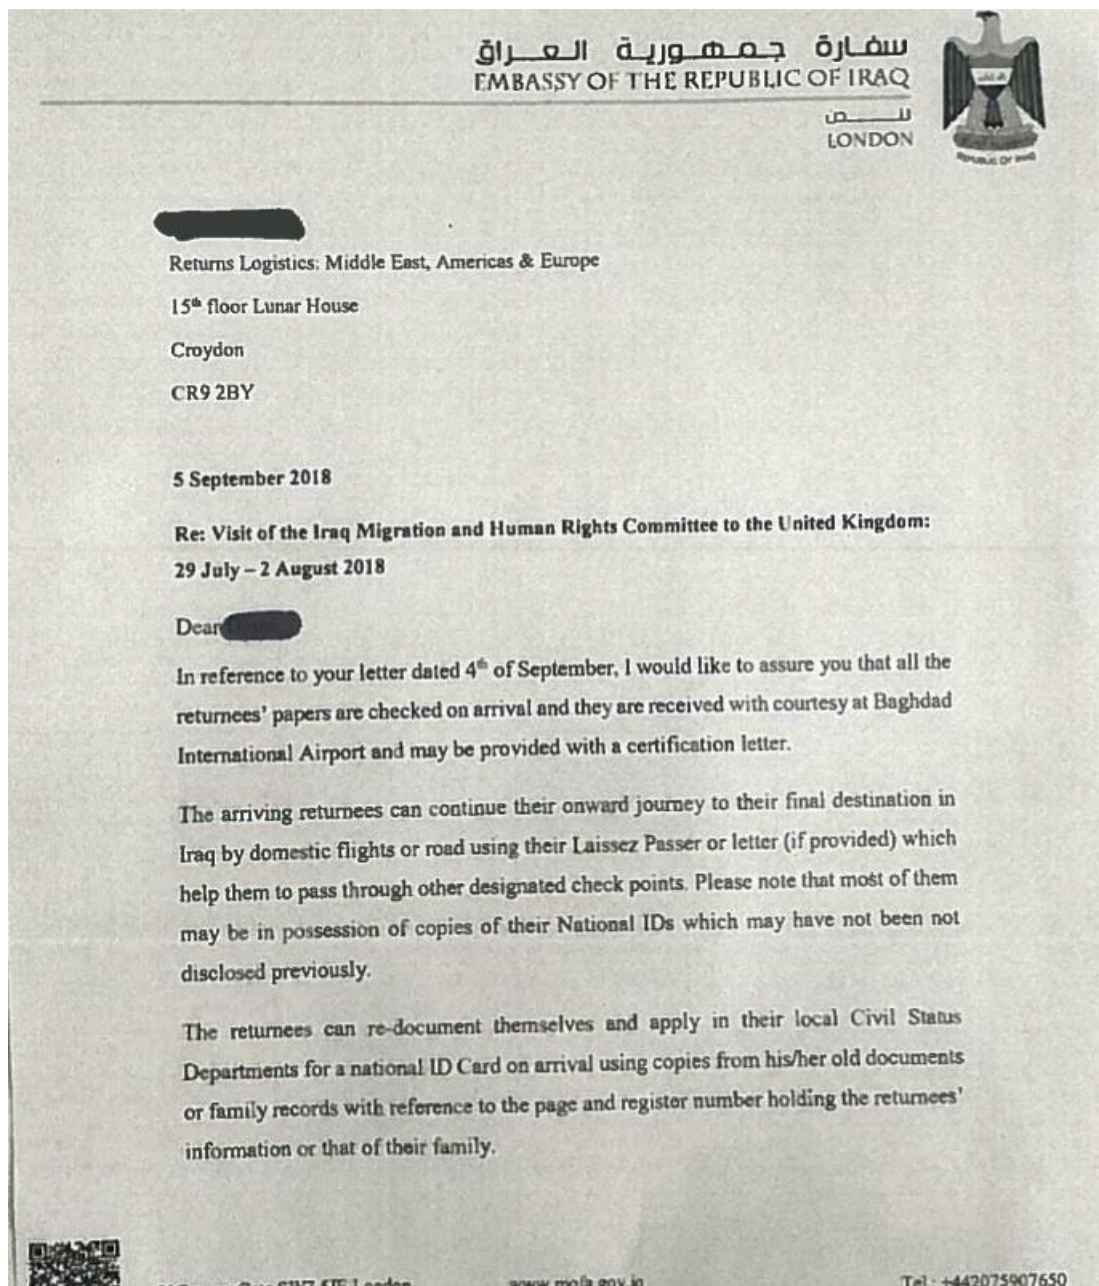 سفارة جمهورية العراق
EMBASSY OF THE REPUBLIC OF IRAQ
لندن
LONDON
REPUBLIC OF IRAQ
Returns Logistics: Middle East, Americas & Europe
15th floor Lunar House
Croydon
CR9 2BY
5 September 2018
Re: Visit of the Iraq Migration and Human Rights Committee to the United Kingdom:
29 July – 2 August 2018
Dear
In reference to your letter dated 4th of September, I would like to assure you that all the
returnees' papers are checked on arrival and they are received with courtesy at Baghdad
International Airport and may be provided with a certification letter.
The arriving returnees can continue their onward journey to their final destination in
Iraq by domestic flights or road using their Laissez Passer or letter (if provided) which
help them to pass through other designated check points. Please note that most of them
may be in possession of copies of their National IDs which may have not been not
disclosed previously.
The returnees can re-document themselves and apply in their local Civil Status
Departments for a national ID Card on arrival using copies from his/her old documents
or family records with reference to the page and register number holding the returnees'
information or that of their family.
London www.mofa.gov.iq Tel: +442075907650